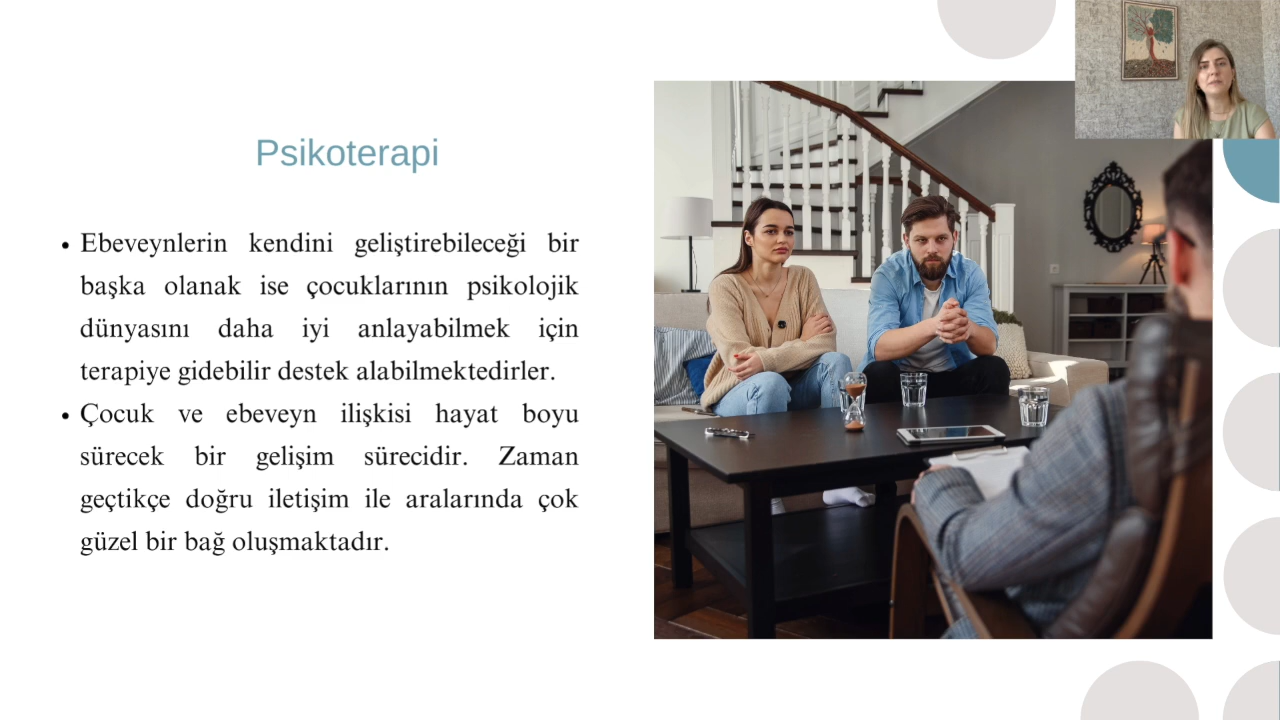 Psikoterapi
• Ebeveynlerin kendini geliştirebileceği bir
başka olanak ise çocuklarının psikolojik
dünyasını daha iyi anlayabilmek için
terapiye gidebilir destek alabilmektedirler.
• Çocuk ve ebeveyn ilişkisi hayat boyu
sürecek bir gelişim sürecidir. Zaman
geçtikçe doğru iletişim ile aralarında çok
güzel bir bağ oluşmaktadır.